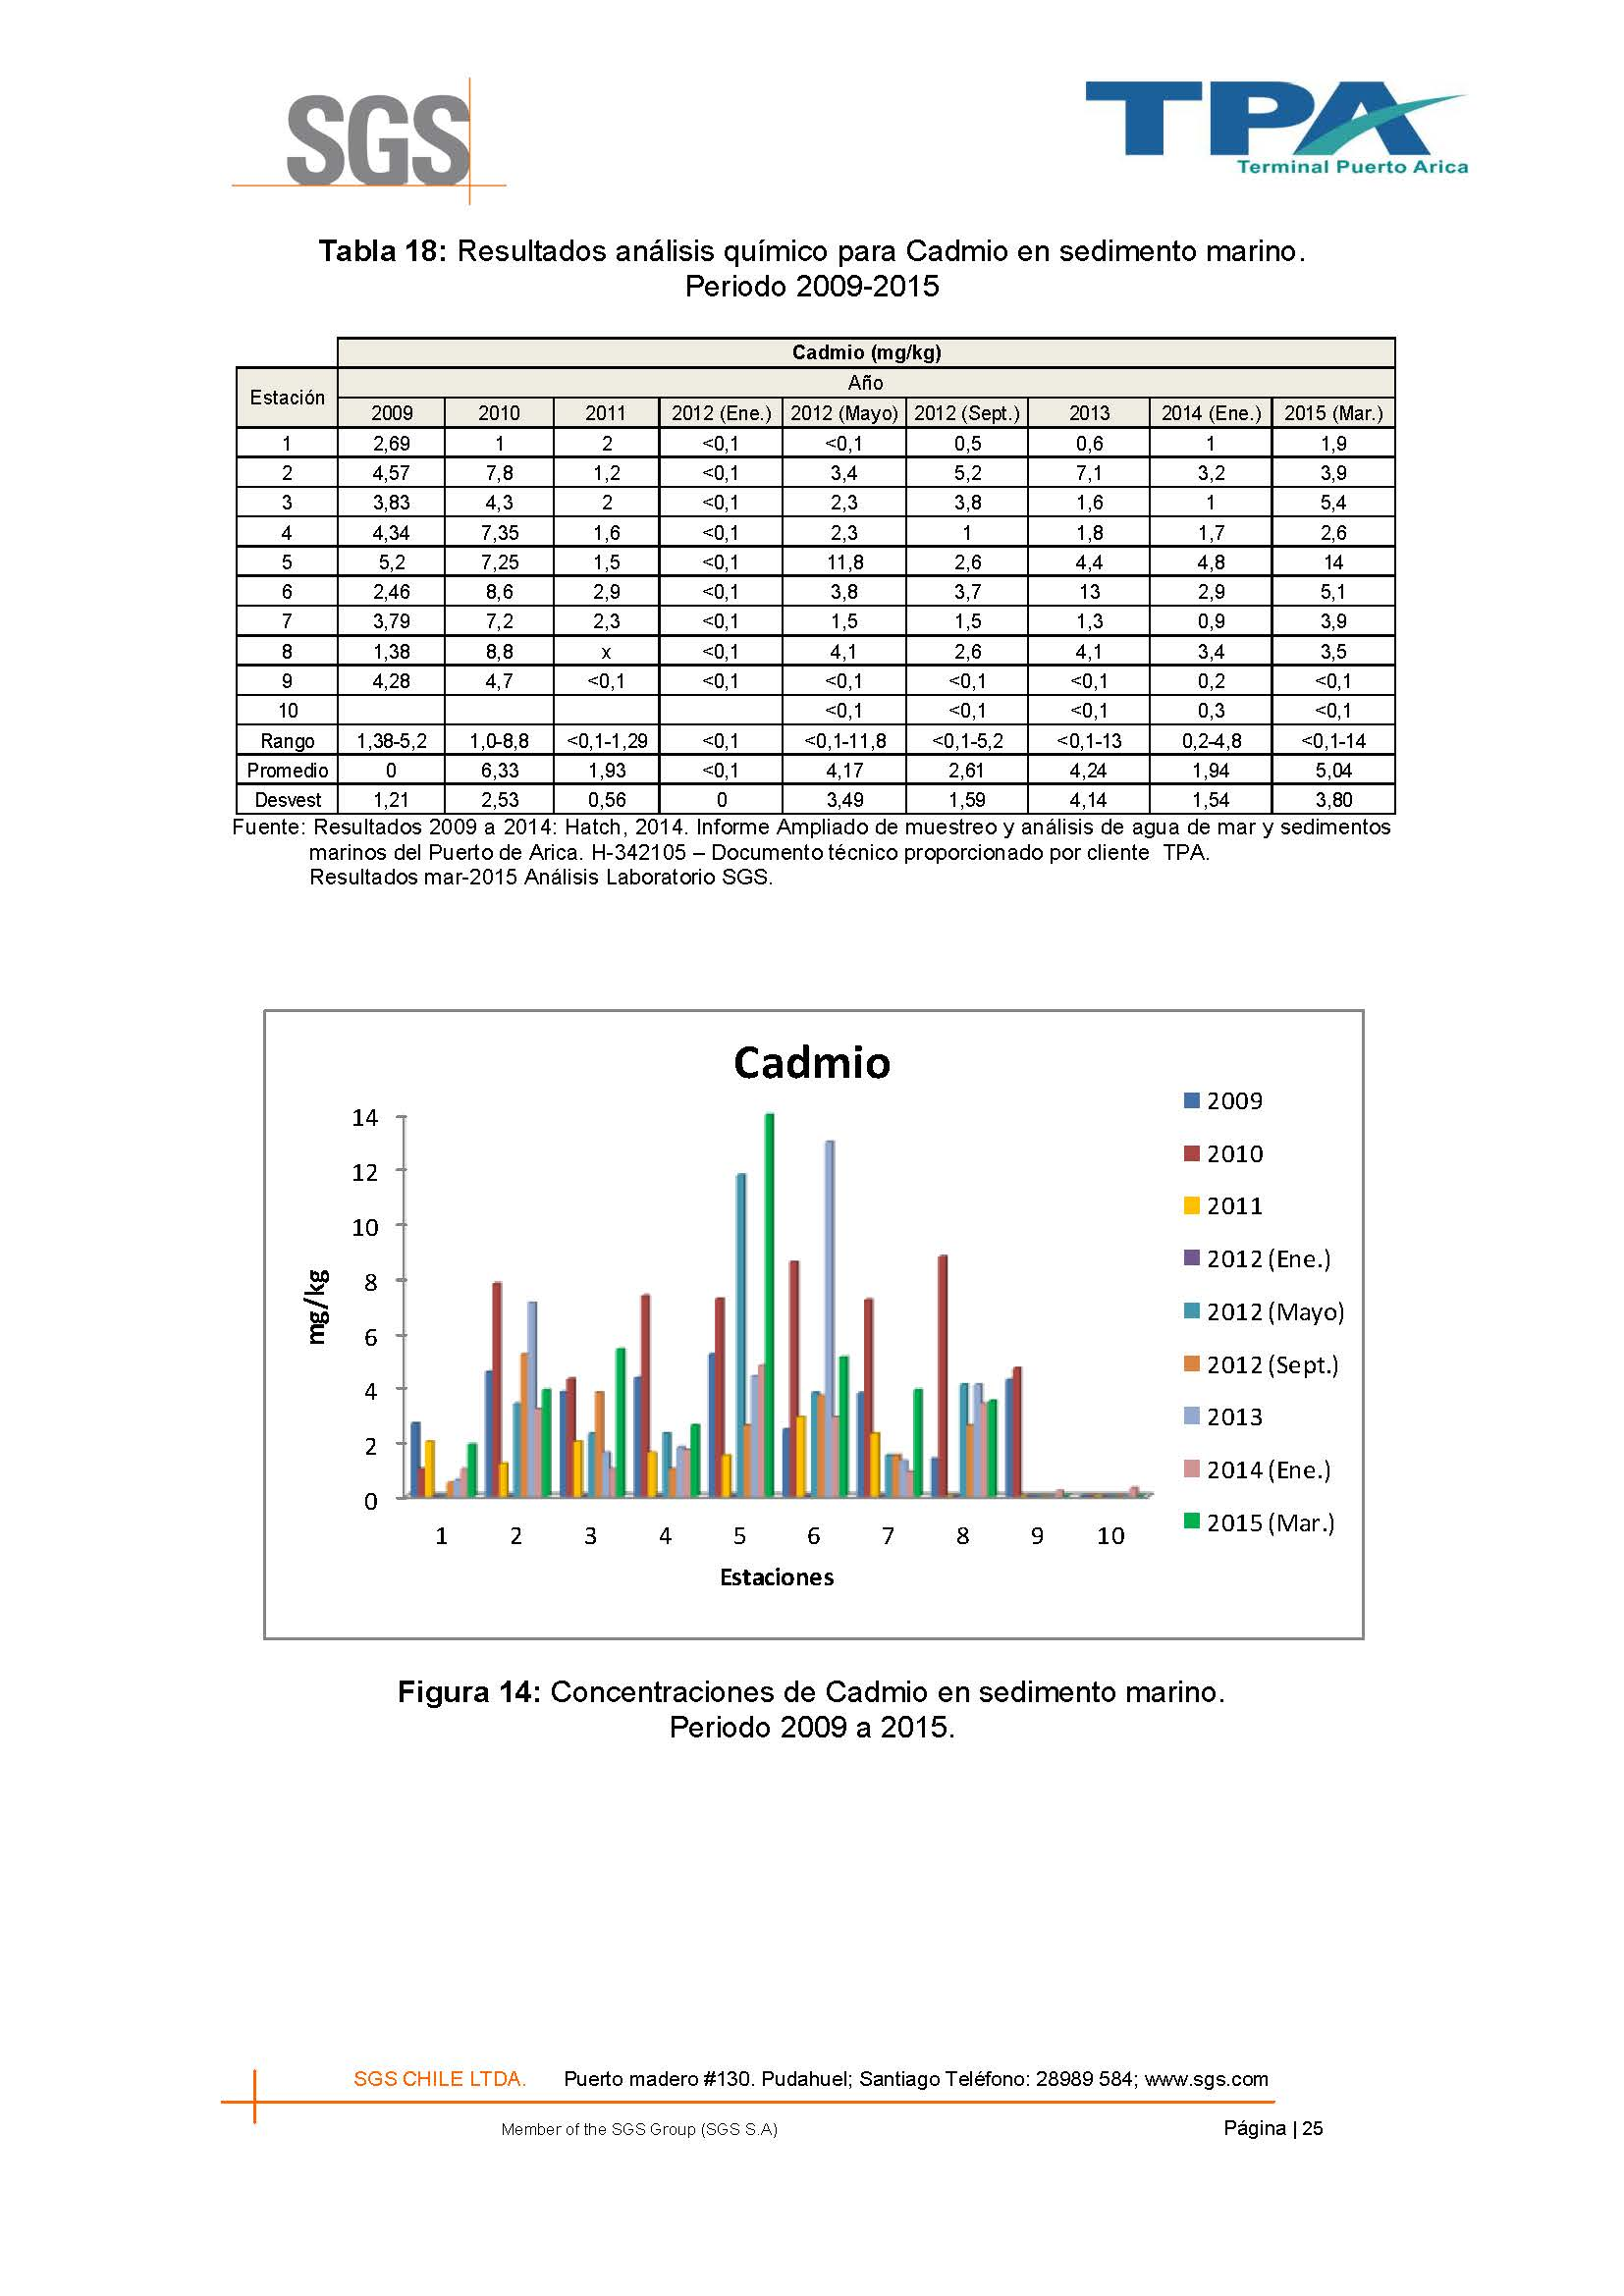 SGS
TPA
Terminal Puerto Arica
Tabla 18: Resultados análisis químico para Cadmio en sedimento marino.
Periodo 2009-2015
Cadmio (mg/kg)
Estación Año
2009 2010 2011 2012 (Ene.) 2012 (Mayo) 2012 (Sept.) 2013 2014 (Ene.) 2015 (Mar.)
1 2,69 1 2 <0,1 <0,1 0,5 0,6 1 1,9
2 4,57 7,8 1,2 <0,1 3,4 5,2 7,1 3,2 3,9
3 3,83 4,3 2 <0,1 2,3 3,8 1,6 1 5,4
4 4,34 7,35 1,6 <0,1 2,3 1 1,8 1,7 2,6
5 5,2 7,25 1,5 <0,1 11,8 2,6 4,4 4,8 14
6 2,46 8,6 2,9 <0,1 3,8 3,7 13 2,9 5,1
7 3,79 7,2 2,3 <0,1 1,5 1,5 1,3 0,9 3,9
8 1,38 8,8 x <0,1 4,1 2,6 4,1 3,4 3,5
9 4,28 4,7 <0,1 <0,1 <0,1 <0,1 <0,1 0,2 <0,1
10 <0,1 <0,1 <0,1 0,3 <0,1
Rango 1,38-5,2 1,0-8,8 <0,1-1,29 <0,1 <0,1-11,8 <0,1-5,2 <0,1-13 0,2-4,8 <0,1-14
Promedio 0 6,33 1,93 <0,1 4,17 2,61 4,24 1,94 5,04
Desvest 1,21 2,53 0,56 0 3,49 1,59 4,14 1,54 3,80
Fuente: Resultados 2009 a 2014: Hatch, 2014. Informe Ampliado de muestreo y análisis de agua de mar y sedimentos
marinos del Puerto de Arica. H-342105 – Documento técnico proporcionado por cliente TPA.
Resultados mar-2015 Análisis Laboratorio SGS.
Cadmio
mg/kg
14
12
10
8
6
4
2
0
1 2 3 4 5 6 7 8 9 10
Estaciones
2009
2010
2011
2012 (Ene.)
2012 (Mayo)
2012 (Sept.)
2013
2014 (Ene.)
2015 (Mar.)
Figura 14: Concentraciones de Cadmio en sedimento marino.
Periodo 2009 a 2015.
SGS CHILE LTDA. Puerto madero #130. Pudahuel; Santiago Teléfono: 28989 584; www.sgs.com
Member of the SGS Group (SGS S.A) Página | 25